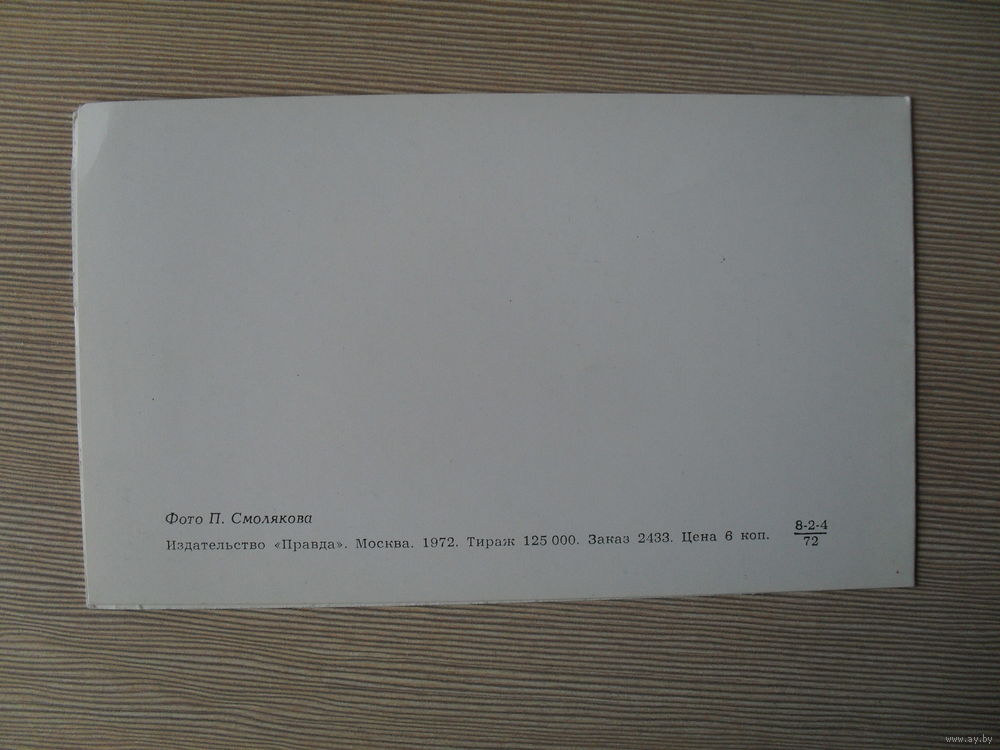 Фото П. Смолякова
Издательство «Правда». Москва. 1972. Тираж 125 000. Заказ 2433. Цена 6 коп.
8-2-4
72
www.ay.by